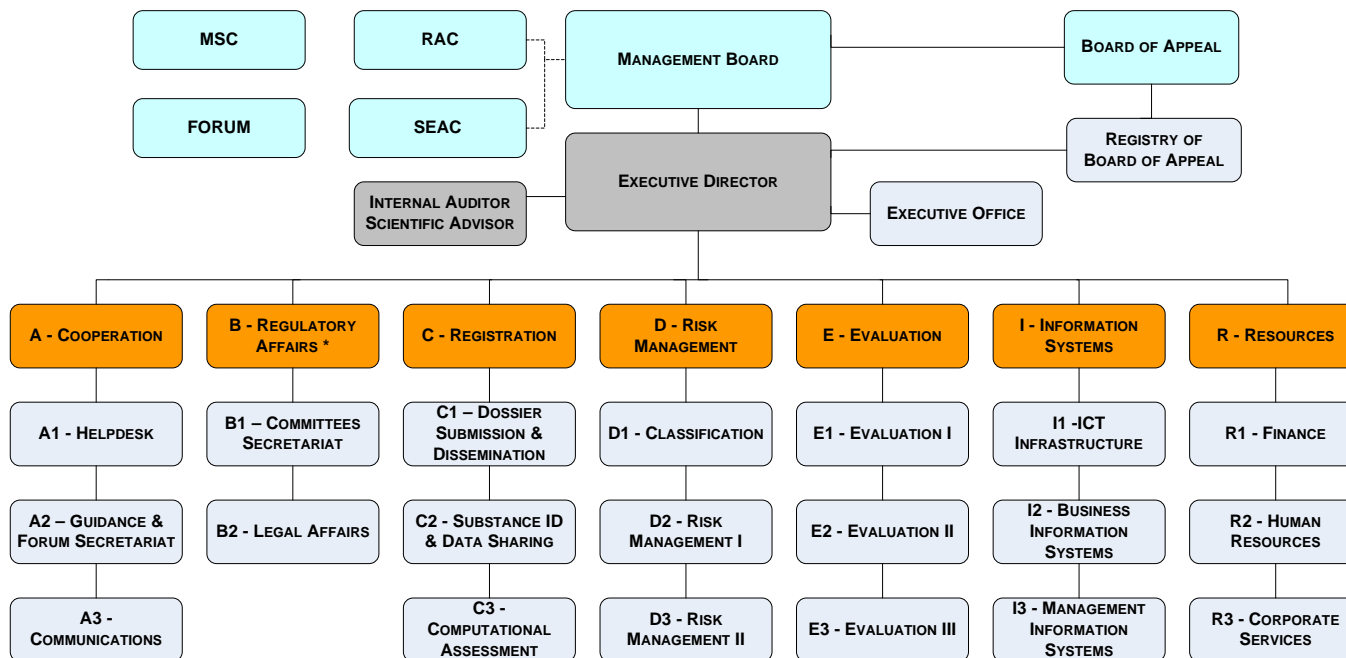 MSC
RAC
MANAGEMENT BOARD
BOARD OF APPEAL
FORUM
SEAC
REGISTRY OF
BOARD OF APPEAL
EXECUTIVE DIRECTOR
INTERNAL AUDITOR
SCIENTIFIC ADVISOR
EXECUTIVE OFFICE
A - COOPERATION
B - REGULATORY
AFFAIRS *
C - REGISTRATION
D - RISK
MANAGEMENT
E - EVALUATION
I - INFORMATION
SYSTEMS
R - RESOURCES
A1 - HELPDESK
B1 – COMMITTEES
SECRETARIAT
C1 – DOSSIER
SUBMISSION &
DISSEMINATION
D1 - CLASSIFICATION
E1 - EVALUATION I
I1 -ICT
INFRASTRUCTURE
R1 - FINANCE
A2 – GUIDANCE &
FORUM SECRETARIAT
B2 - LEGAL AFFAIRS
C2 - SUBSTANCE ID
& DATA SHARING
D2 - RISK
MANAGEMENT I
E2 - EVALUATION II
I2 - BUSINESS
INFORMATION
SYSTEMS
R2 - HUMAN
RESOURCES
A3 -
COMMUNICATIONS
C3 -
COMPUTATIONAL
ASSESSMENT
D3 - RISK
MANAGEMENT II
E3 - EVALUATION III
I3 - MANAGEMENT
INFORMATION
SYSTEMS
R3 - CORPORATE
SERVICES